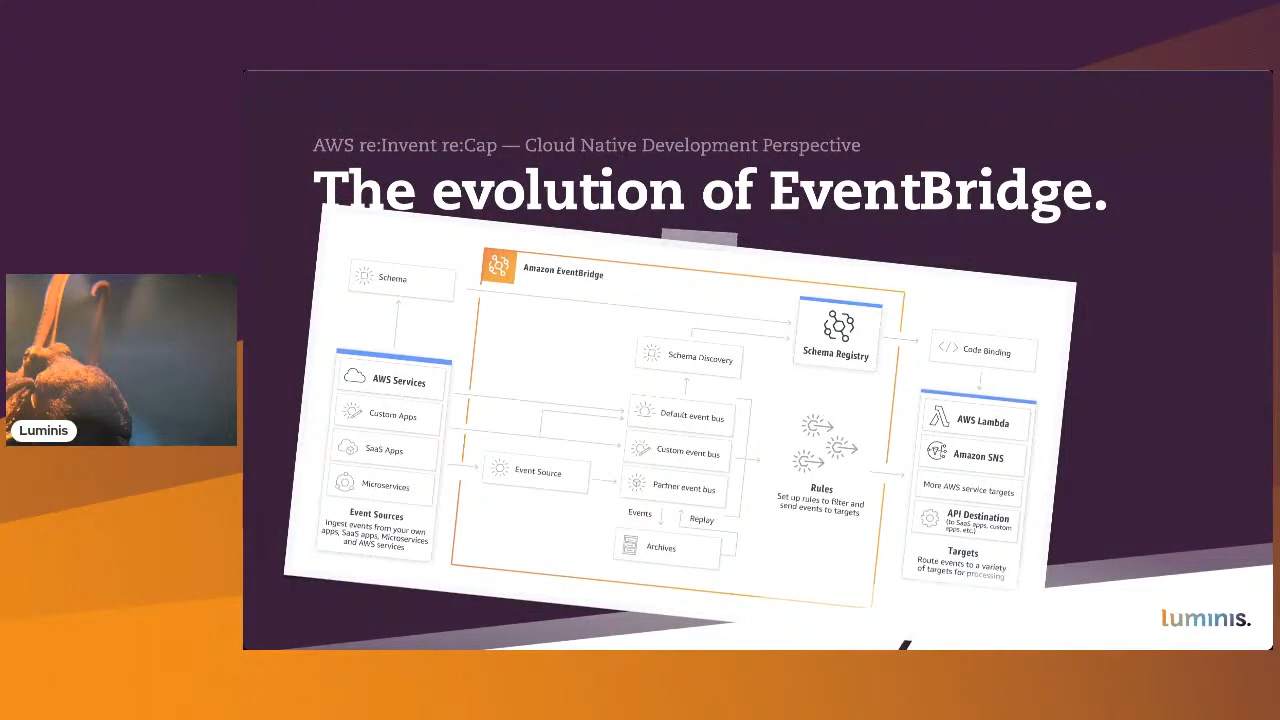 AWS re:Invent re:Cap — Cloud Native Development Perspective
The evolution of EventBridge.
Schema
Amazon EventBridge
Schema Registry
Code Binding
Schema Discovery
AWS Services
Custom Apps
SaaS Apps
Microservices
Event Sources
Ingest events from your own
apps, SaaS apps, Microservices
and AWS services
Event Source
Default event bus
Custom event bus
Partner event bus
Events
Replay
Archives
Rules
Set up rules to filter and
send events to targets
AWS Lambda
Amazon SNS
More AWS service targets
API Destination
(to SaaS apps, custom
apps, etc.)
Targets
Route events to a variety
of targets for processing
Luminis
luminis.